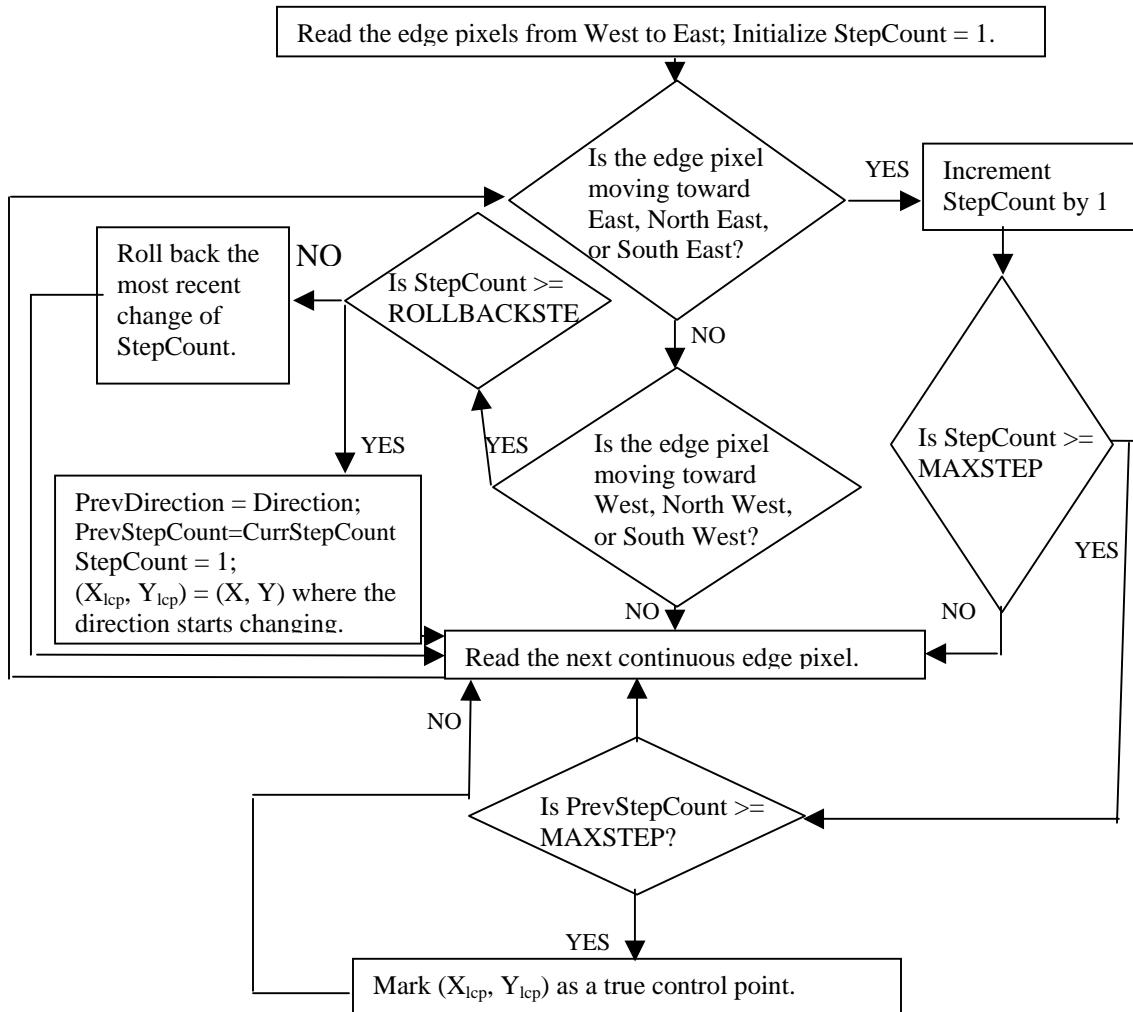 Read the edge pixels from West to East; Initialize StepCount = 1.
Is the edge pixel
moving toward
East, North East,
or South East?
YES
Increment
StepCount by 1
Roll back the
most recent
change of
StepCount.
NO
Is StepCount >=
ROLLBACKSTE
NO
YES
YES
Is the edge pixel
moving toward
West, North West,
or South West?
Is StepCount >=
MAXSTEP
YES
PrevDirection = Direction;
PrevStepCount=CurrStepCount
StepCount = 1;
(Xlcp, Ylcp) = (X, Y) where the
direction starts changing.
NO
NO
Read the next continuous edge pixel.
NO
Is PrevStepCount >=
MAXSTEP?
YES
Mark (Xlcp, Ylcp) as a true control point.